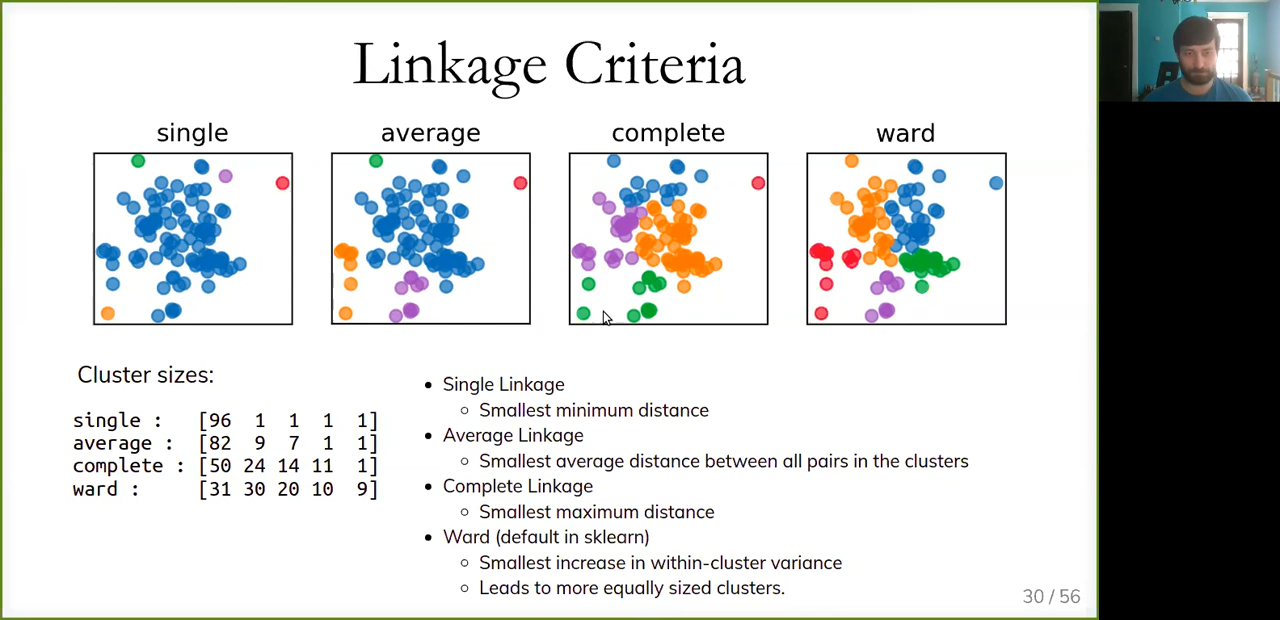 Linkage Criteria
single average complete ward
Cluster sizes:
single : [96 1 1 1 1]
average : [82 9 7 1 1]
complete : [50 24 14 11 1]
ward : [31 30 20 10 9]
• Single Linkage
○ Smallest minimum distance
• Average Linkage
○ Smallest average distance between all pairs in the clusters
• Complete Linkage
○ Smallest maximum distance
• Ward (default in sklearn)
○ Smallest increase in within-cluster variance
○ Leads to more equally sized clusters.
30 / 56